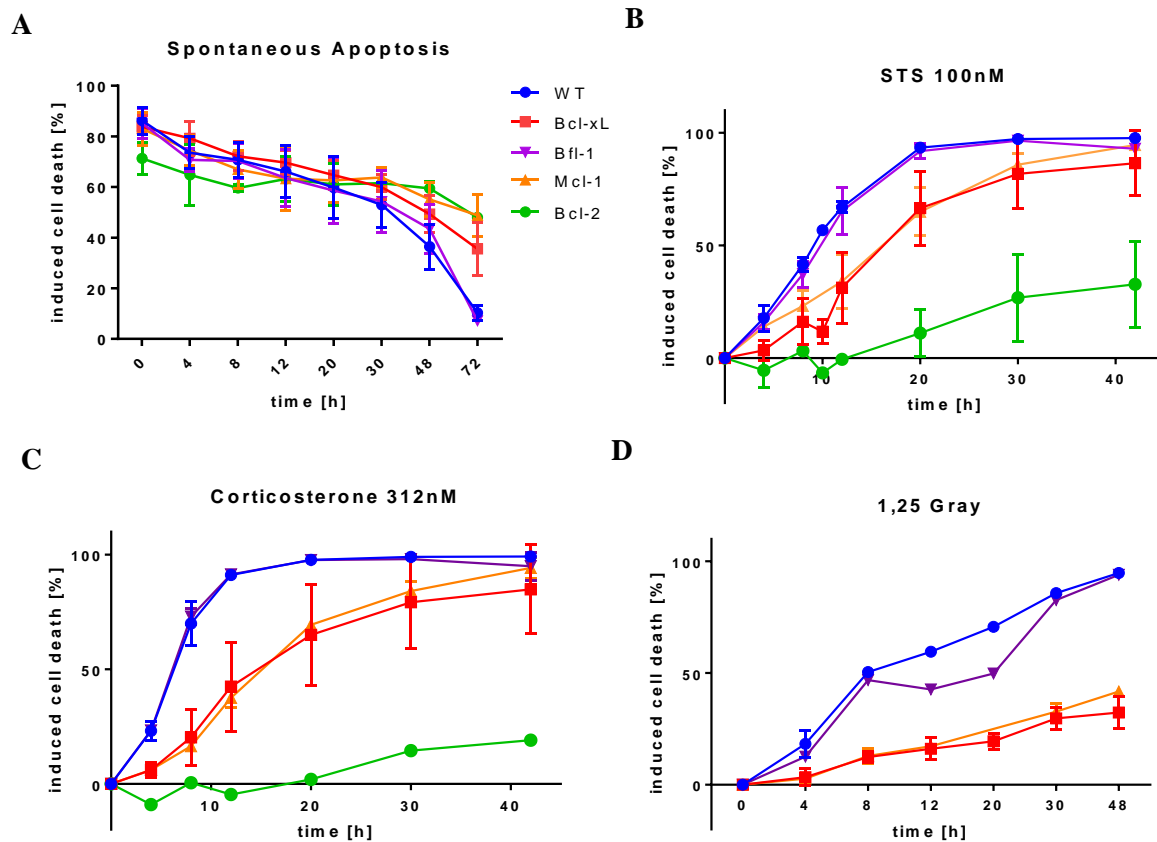 A
Spontaneous Apoptosis
induced cell death [%]
100
80
60
40
20
0
0 4 8 12 20 30 48 72
time [h]
WT
Bcl-xL
Bfl-1
Mcl-1
Bcl-2
B
STS 100nM
induced cell death [%]
100
50
0
10 20 30 40
time [h]
C
Corticosterone 312nM
induced cell death [%]
100
50
0
10 20 30 40
time [h]
D
1,25 Gray
induced cell death [%]
100
50
0
0 4 8 12 20 30 48
time [h]